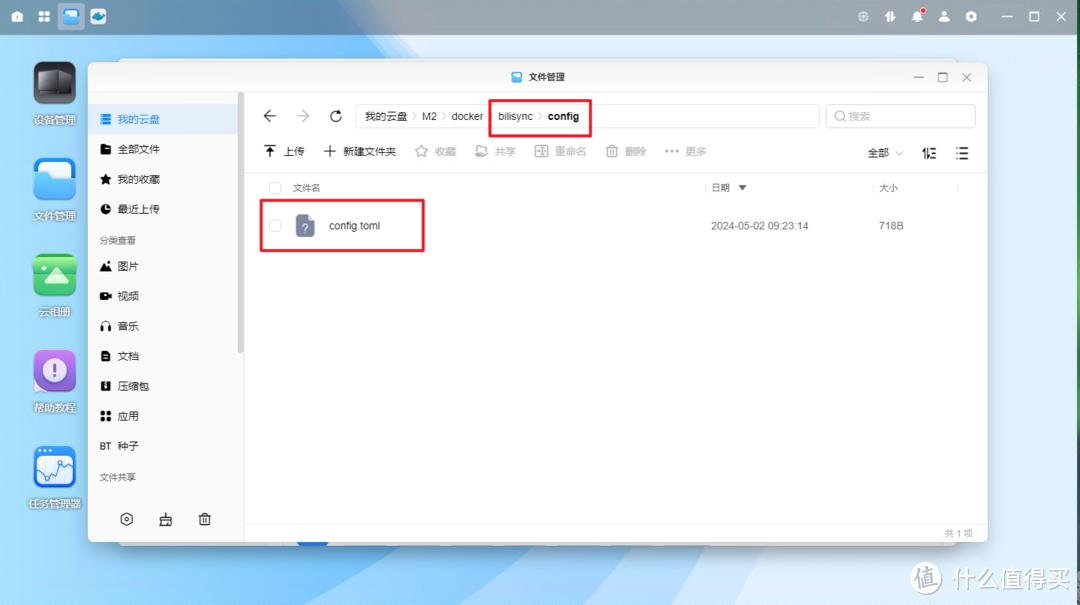 文件管理
设备管理
文件管理
云相册
帮助教程
任务管理器
我的云盘
全部文件
我的收藏
最近上传
分类查看
图片
视频
音乐
文档
压缩包
应用
BT 种子
文件共享
我的云盘 > M2 > docker > bilisync > config
搜索
上传 新建文件夹 收藏 共享 重命名 删除 更多 全部
文件名 日期 大小
config.toml 2024-05-02 09:23:14 718B
共 1 项
值 什么值得买